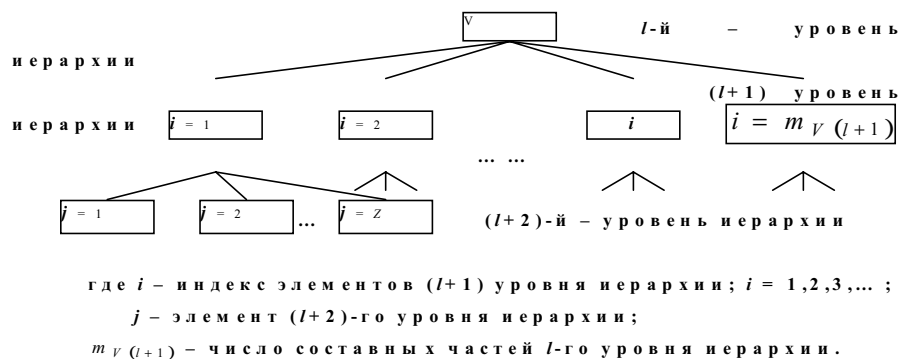 V
l-й – уровень
иерархии
(l+1) уровень
иерархии i = 1 i = 2 i i = m V (l+1)
... ...
j = 1 j = 2 ... j = Z (l+2)-й – уровень иерархии
где i – индекс элементов (l+1) уровня иерархии; i = 1,2,3,... ;
j – элемент (l+2)-го уровня иерархии;
m V (l+1) – число составных частей l-го уровня иерархии.